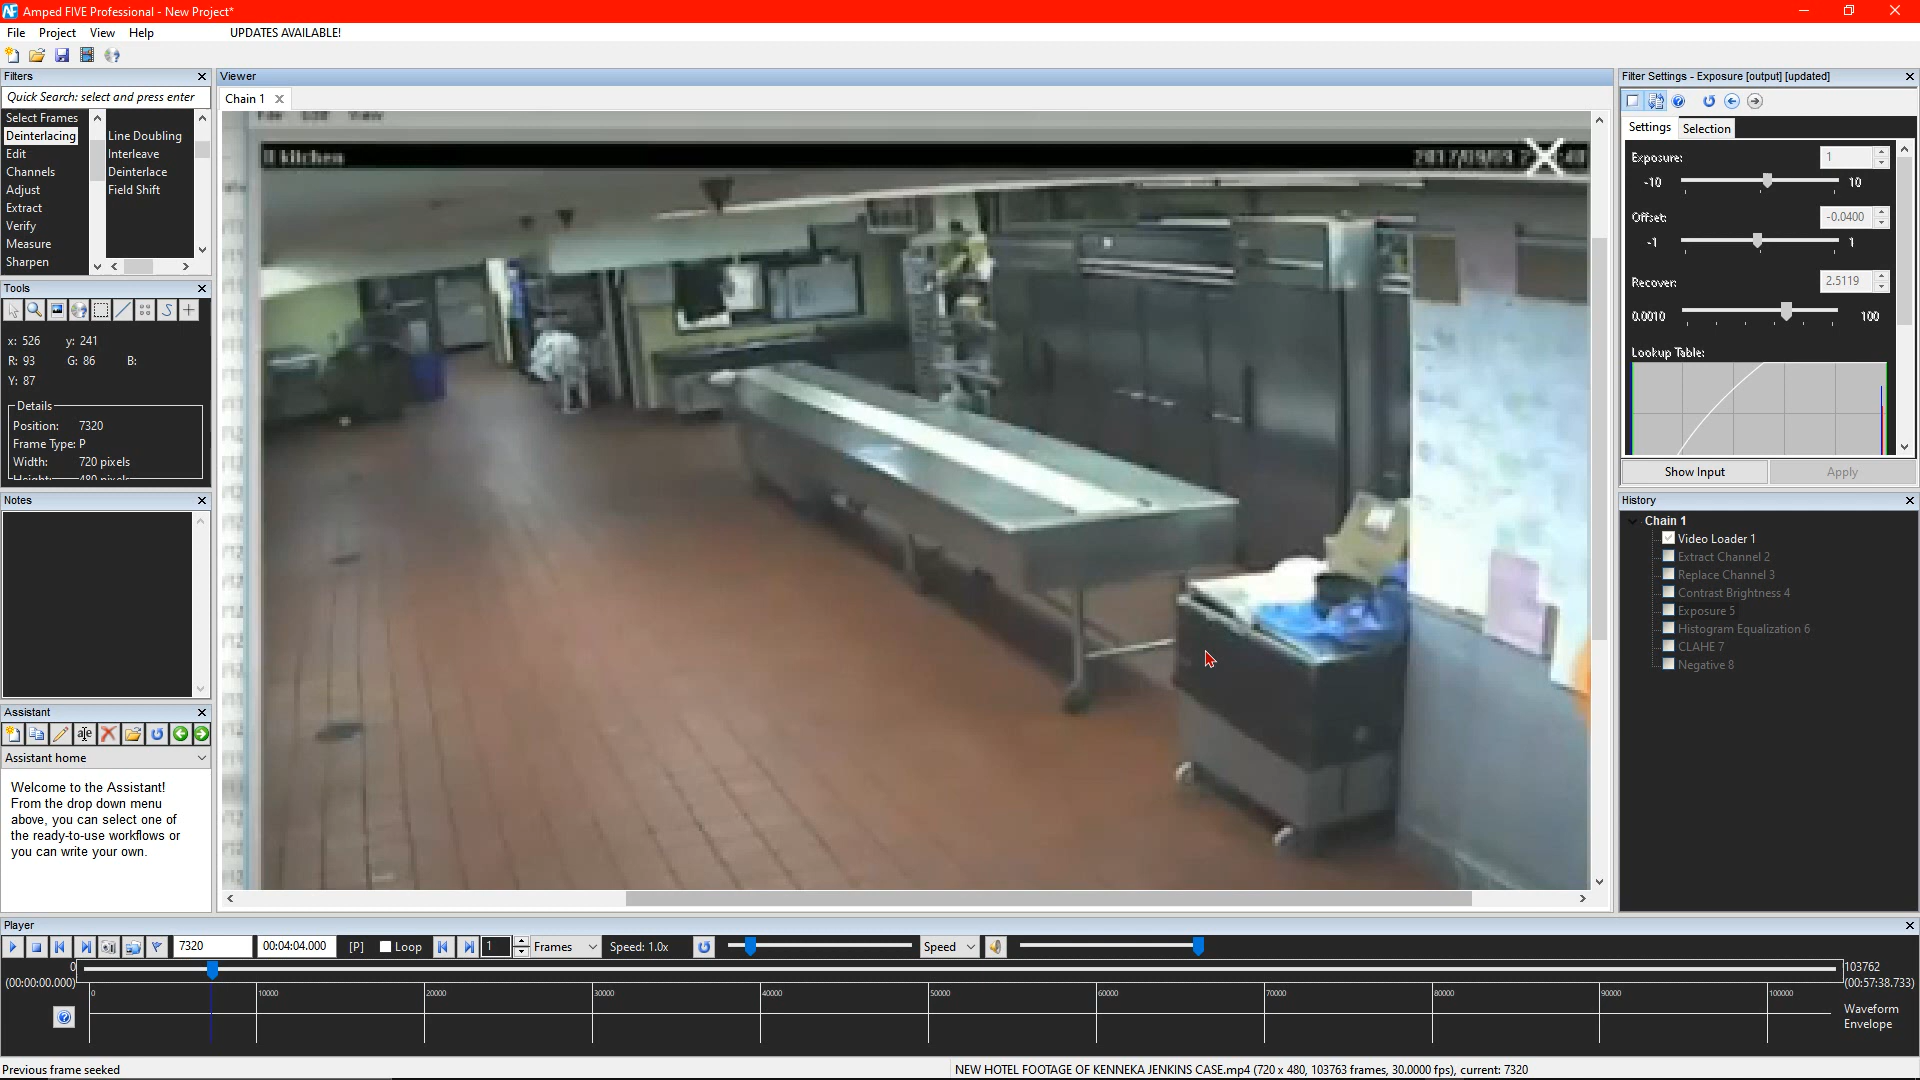 Amped FIVE Professional - New Project*
File Project View Help UPDATES AVAILABLE!
Filters
Quick Search: select and press enter
Select Frames
Deinterlacing
Edit
Channels
Adjust
Extract
Verify
Measure
Sharpen
Line Doubling
Interleave
Deinterlace
Field Shift
Tools
x: 526 y: 241
R: 93 G: 86 B:
Y: 87
Details
Position: 7320
Frame Type: P
Width: 720 pixels
Height: 480 pixels
Notes
Assistant
Assistant home
Welcome to the Assistant!
From the drop down menu
above, you can select one of
the ready-to-use workflows or
you can write your own.
Viewer
Chain 1
File Edit View
kitchen
2017/09/09
Filter Settings - Exposure [output] [updated]
Settings Selection
Exposure: 1
-10 10
Offset: -0.0400
-1 1
Recover: 2.5119
0.0010 100
Lookup Table:
Show Input Apply
History
Chain 1
Video Loader 1
Extract Channel 2
Replace Channel 3
Contrast Brightness 4
Exposure 5
Histogram Equalization 6
CLAHE 7
Negative 8
Player
7320 00:04:04.000 [P] Loop 1 Frames Speed: 1.0x Speed
0 103762
(00:00:00.000) (00:57:38.733)
0 10000 20000 30000 40000 50000 60000 70000 80000 90000 100000
Waveform
Envelope
Previous frame seeked
NEW HOTEL FOOTAGE OF KENNEKA JENKINS CASE.mp4 (720 x 480, 103763 frames, 30.0000 fps), current: 7320